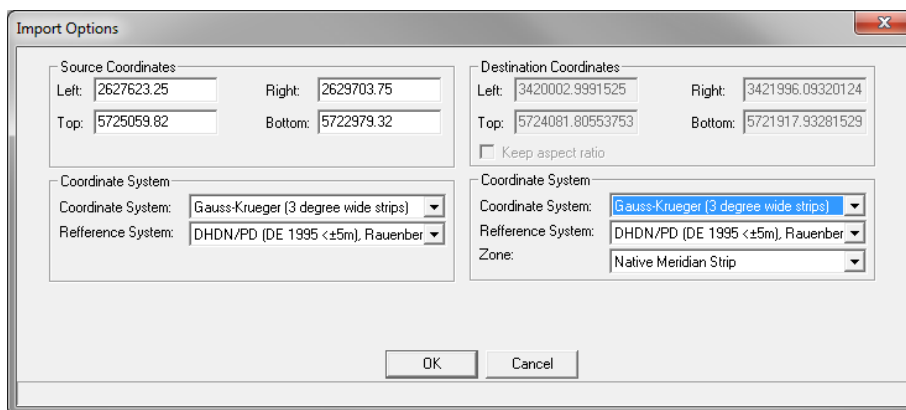 Import Options
Source Coordinates
Left: 2627623.25 Right: 2629703.75
Top: 5725059.82 Bottom: 5722979.32
Destination Coordinates
Left: 3420002.9991525 Right: 3421996.09320124
Top: 5724081.80553753 Bottom: 5721917.93281529
Keep aspect ratio
Coordinate System
Coordinate System: Gauss-Krueger (3 degree wide strips)
Refference System: DHDN/PD (DE 1995 <±5m), Rauenber
Coordinate System
Coordinate System: Gauss-Krueger (3 degree wide strips)
Refference System: DHDN/PD (DE 1995 <±5m), Rauenber
Zone: Native Meridian Strip
OK Cancel